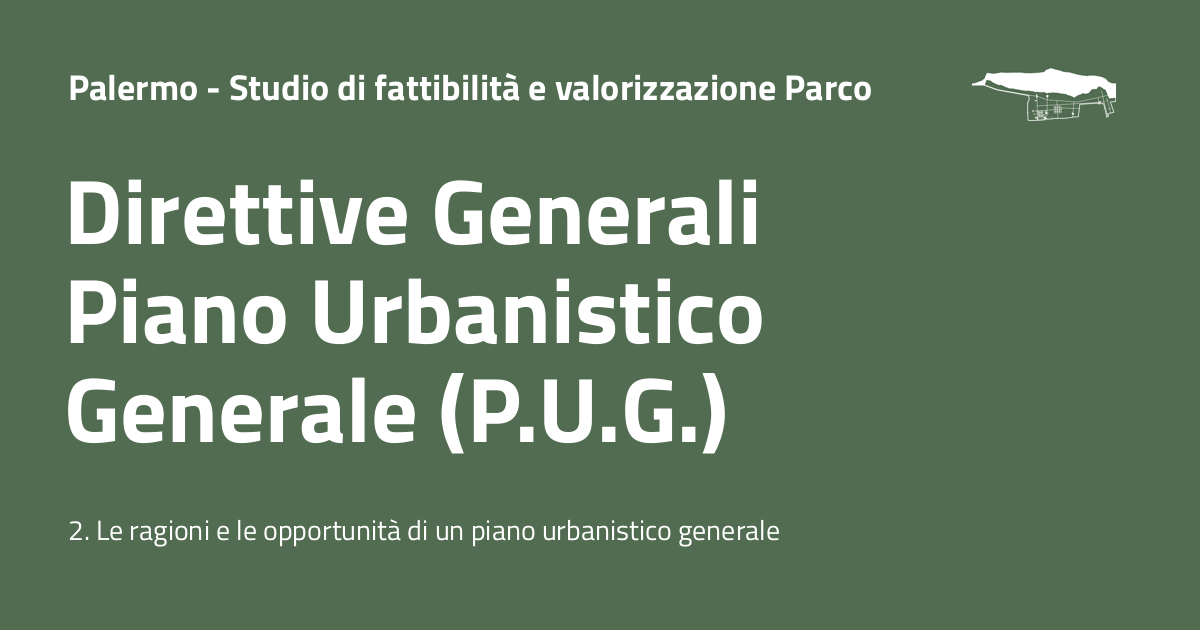 Palermo - Studio di fattibilità e valorizzazione Parco
Direttive Generali
Piano Urbanistico
Generale (P.U.G.)
2. Le ragioni e le opportunità di un piano urbanistico generale